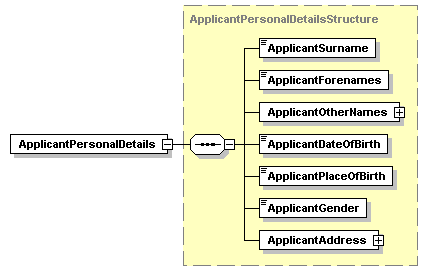 ApplicantPersonalDetailsStructure
ApplicantSurname
ApplicantForenames
ApplicantOtherNames
ApplicantPersonalDetails
ApplicantDateOfBirth
ApplicantPlaceOfBirth
ApplicantGender
ApplicantAddress